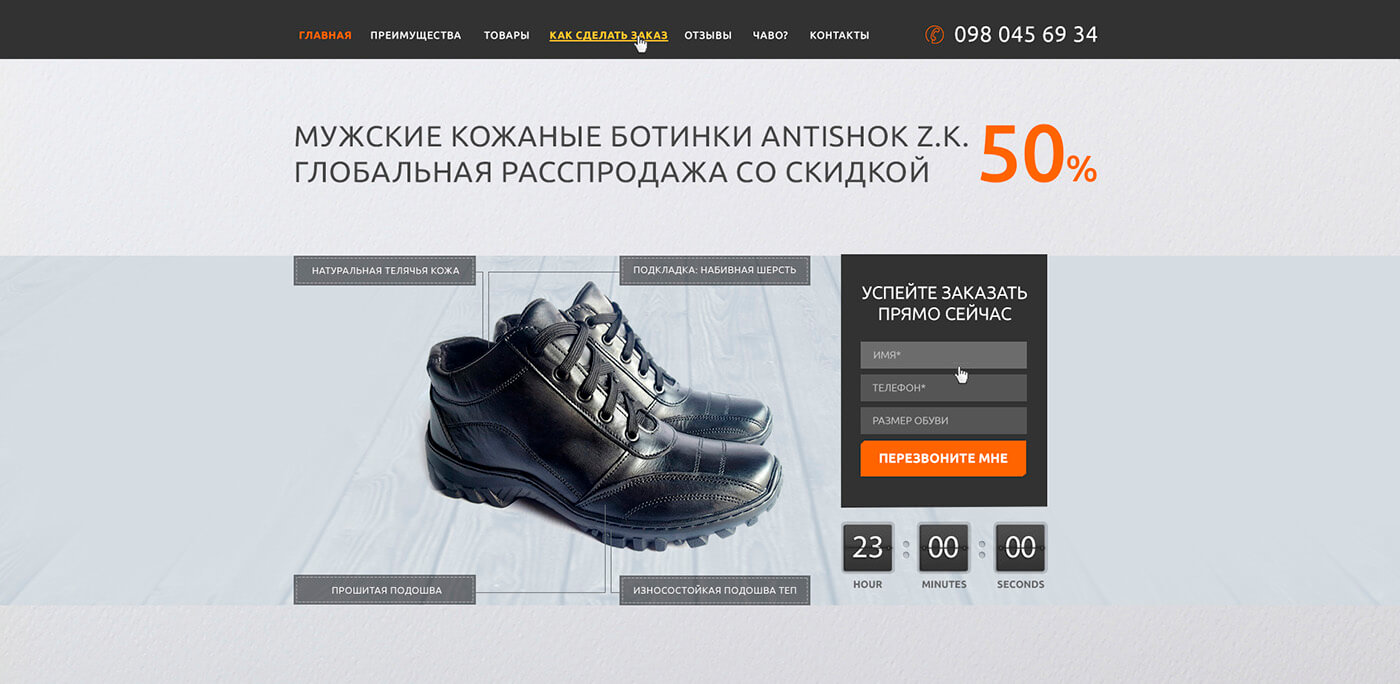 ГЛАВНАЯ ПРЕИМУЩЕСТВА ТОВАРЫ КАК СДЕЛАТЬ ЗАКАЗ ОТЗЫВЫ ЧАВО? КОНТАКТЫ 098 045 69 34
МУЖСКИЕ КОЖАНЫЕ БОТИНКИ ANTISHOK Z.K.
ГЛОБАЛЬНАЯ РАССПРОДАЖА СО СКИДКОЙ
50%
НАТУРАЛЬНАЯ ТЕЛЯЧЬЯ КОЖА
ПОДКЛАДКА: НАБИВНАЯ ШЕРСТЬ
ПРОШИТАЯ ПОДОШВА
ИЗНОСОСТОЙКАЯ ПОДОШВА ТЕП
УСПЕЙТЕ ЗАКАЗАТЬ
ПРЯМО СЕЙЧАС
ИМЯ*
ТЕЛЕФОН*
РАЗМЕР ОБУВИ
ПЕРЕЗВОНИТЕ МНЕ
23 : 00 : 00
HOUR MINUTES SECONDS